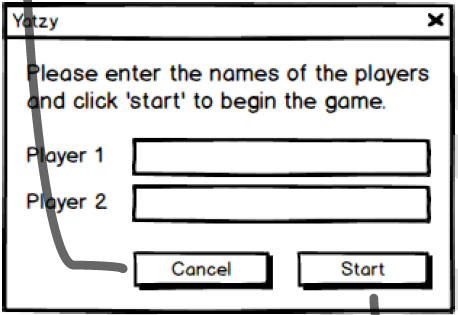 Yatzy
Please enter the names of the players
and click 'start' to begin the game.
Player 1
Player 2
Cancel
Start